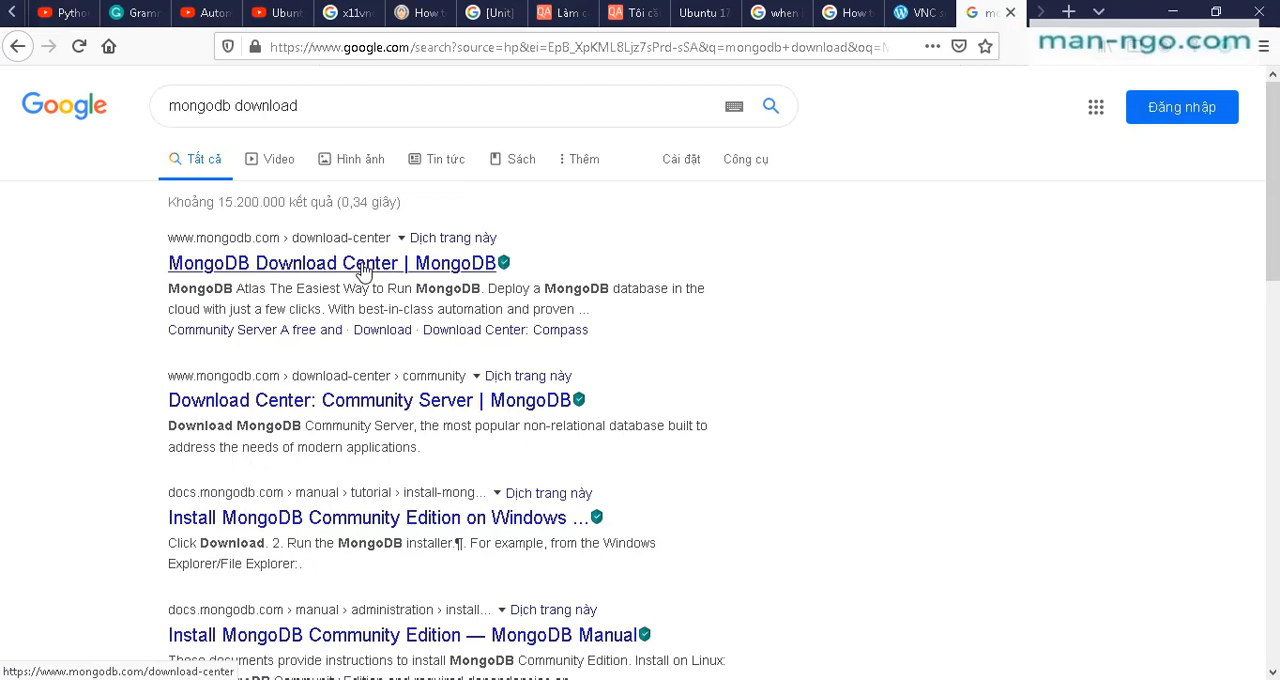 Pytho
Gramm
Autom
Ubunt
x11vn
How to
[Unit]
Làm c
Tôi cầ
Ubuntu 17
when l
How to
VNC s
mo
https://www.google.com/search?source=hp&ei=EpB_XpKML8Ljz7sPrd-sSA&q=mongodb+download&oq=M
man-ngo.com
Google
mongodb download
Đăng nhập
Tất cả Video Hình ảnh Tin tức Sách Thêm Cài đặt Công cụ
Khoảng 15.200.000 kết quả (0,34 giây)
www.mongodb.com › download-center Dịch trang này
MongoDB Download Center | MongoDB
MongoDB Atlas The Easiest Way to Run MongoDB. Deploy a MongoDB database in the
cloud with just a few clicks. With best-in-class automation and proven ...
Community Server A free and · Download · Download Center: Compass
www.mongodb.com › download-center › community Dịch trang này
Download Center: Community Server | MongoDB
Download MongoDB Community Server, the most popular non-relational database built to
address the needs of modern applications.
docs.mongodb.com › manual › tutorial › install-mong... Dịch trang này
Install MongoDB Community Edition on Windows ...
Click Download. 2. Run the MongoDB installer.¶. For example, from the Windows
Explorer/File Explorer:.
docs.mongodb.com › manual › administration › install... Dịch trang này
Install MongoDB Community Edition — MongoDB Manual
These documents provide instructions to install MongoDB Community Edition. Install on Linux:
https://www.mongodb.com/download-center